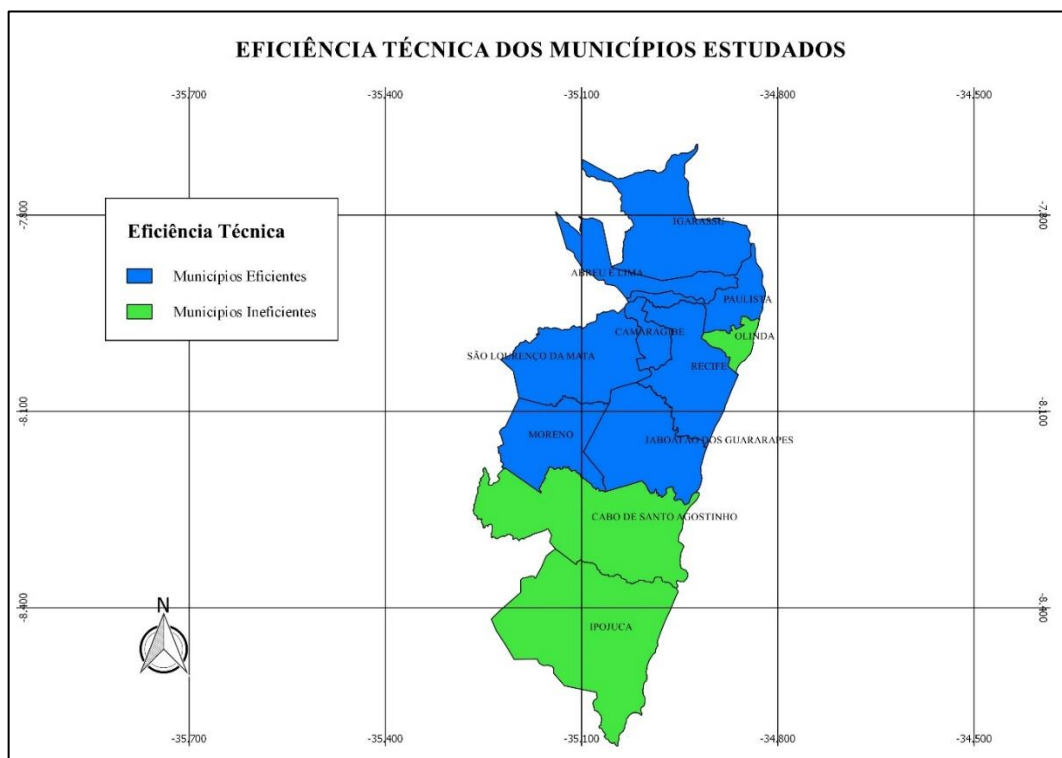 EFICIÊNCIA TÉCNICA DOS MUNICÍPIOS ESTUDADOS
-35.700 -35.400 -35.100 -34.800 -34.500
-7.800 -7.800
IGARASSU
Eficiência Técnica
Municípios Eficientes
Municípios Ineficientes
ABREU E LIMA
PAULISTA
CAMARAGIBE
OLINDA
SÃO LOURENÇO DA MATA
RECIFE
-8.100 -8.100
MORENO
JABOATÃO DOS GUARARAPES
CABO DE SANTO AGOSTINHO
-8.400 -8.400
N
IPOJUCA
-35.700 -35.400 -35.100 -34.800 -34.500